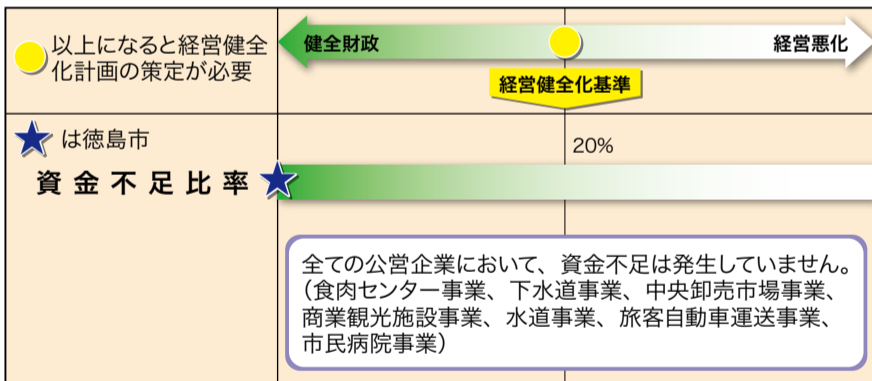 以上になると経営健全
化計画の策定が必要
健全財政
経営悪化
経営健全化基準
は徳島市
20%
資金不足比率
全ての公営企業において、資金不足は発生していません。
（食肉センター事業、下水道事業、中央卸売市場事業、
商業観光施設事業、水道事業、旅客自動車運送事業、
市民病院事業）